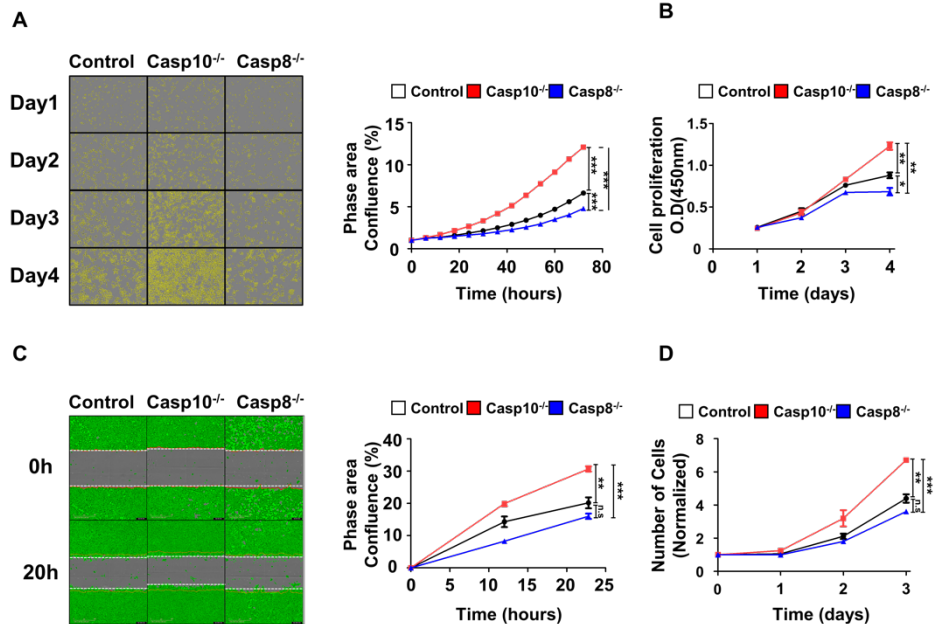 A
Control Casp10-/- Casp8-/-
Day1
Day2
Day3
Day4
Control Casp10-/- Casp8-/-
Phase area
Confluence (%)
15
10
5
0
0 20 40 60 80
Time (hours)
***
***
***
B
Control Casp10-/- Casp8-/-
Cell proliferation
O.D(450nm)
1.5
1.0
0.5
0.0
0 1 2 3 4
Time (days)
**
*
**
C
Control Casp10-/- Casp8-/-
0h
20h
Control Casp10-/- Casp8-/-
Phase area
Confluence (%)
40
30
20
10
0
0 5 10 15 20 25
Time (hours)
**
ns
***
D
Control Casp10-/- Casp8-/-
Number of Cells
(Normalized)
8
6
4
2
0
0 1 2 3
Time (days)
**
ns
***